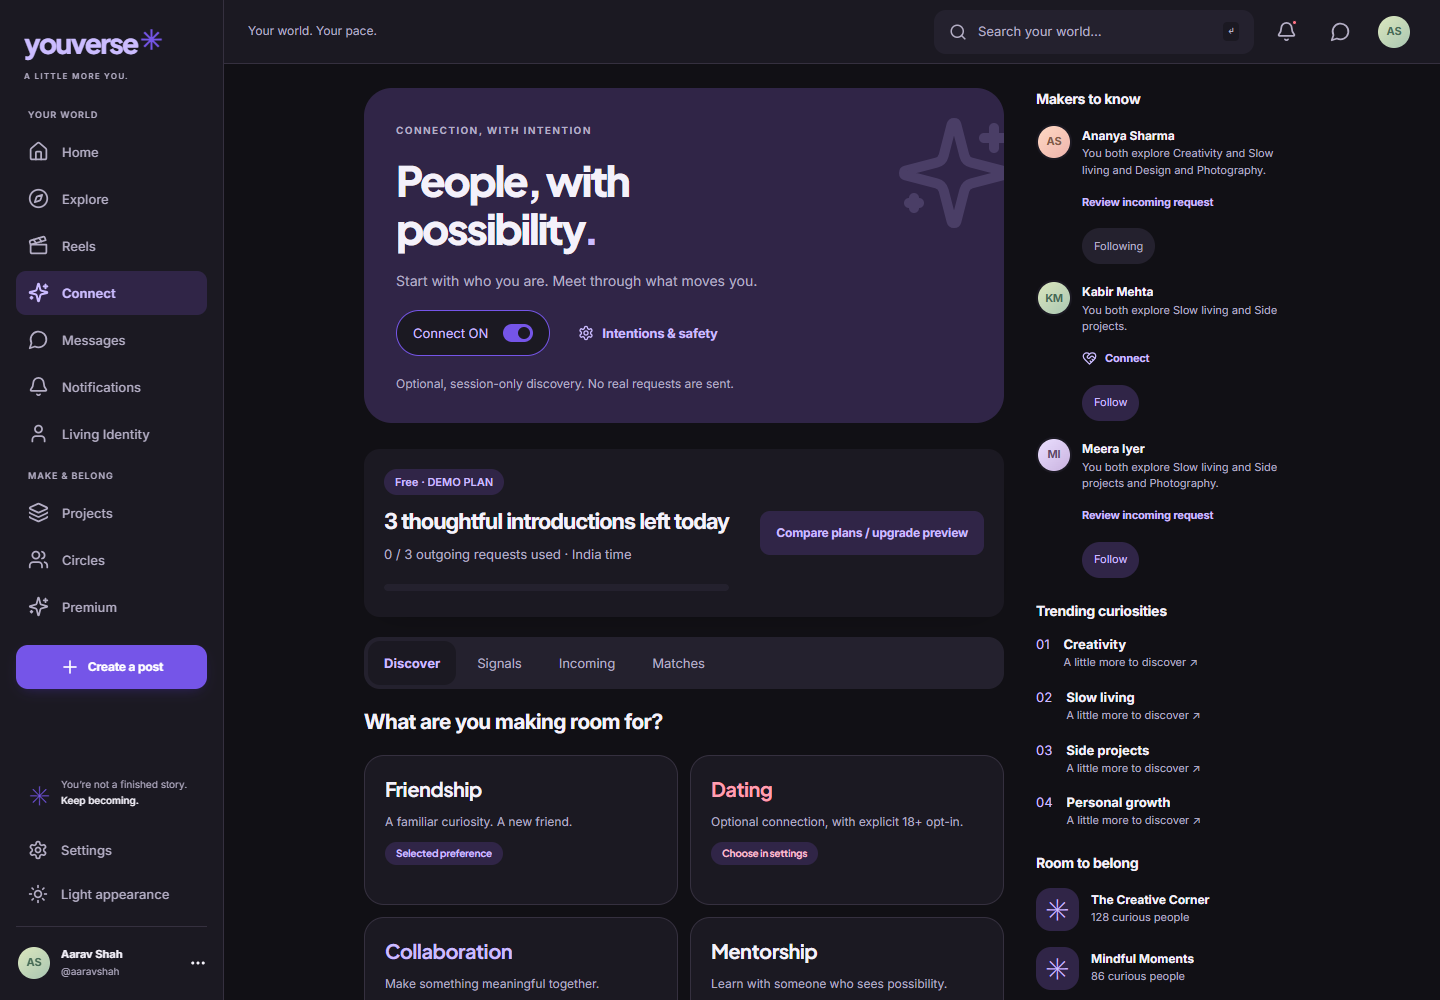 youverse
A LITTLE MORE YOU.
YOUR WORLD
Home
Explore
Reels
Connect
Messages
Notifications
Living Identity
MAKE & BELONG
Projects
Circles
Premium
Create a post
You're not a finished story.
Keep becoming.
Settings
Light appearance
AS
Aarav Shah
@aaravshah
Your world. Your pace.
Search your world...
AS
CONNECTION, WITH INTENTION
People, with
possibility.
Start with who you are. Meet through what moves you.
Connect ON
Intentions & safety
Optional, session-only discovery. No real requests are sent.
Free · DEMO PLAN
3 thoughtful introductions left today
0 / 3 outgoing requests used · India time
Compare plans / upgrade preview
Discover Signals Incoming Matches
What are you making room for?
Friendship
A familiar curiosity. A new friend.
Selected preference
Dating
Optional connection, with explicit 18+ opt-in.
Choose in settings
Collaboration
Make something meaningful together.
Mentorship
Learn with someone who sees possibility.
Makers to know
AS
Ananya Sharma
You both explore Creativity and Slow
living and Design and Photography.
Review incoming request
Following
KM
Kabir Mehta
You both explore Slow living and Side
projects.
Connect
Follow
MI
Meera Iyer
You both explore Slow living and Side
projects and Photography.
Review incoming request
Follow
Trending curiosities
01 Creativity
A little more to discover ↗
02 Slow living
A little more to discover ↗
03 Side projects
A little more to discover ↗
04 Personal growth
A little more to discover ↗
Room to belong
The Creative Corner
128 curious people
Mindful Moments
86 curious people